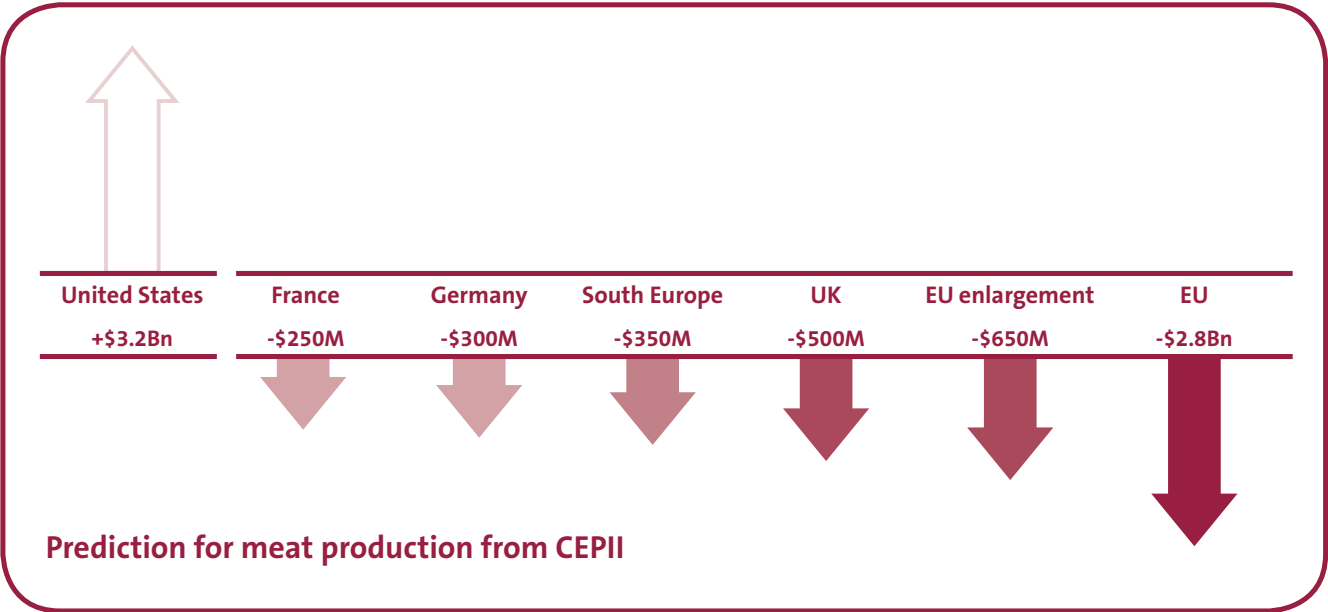 United States France Germany South Europe UK EU enlargement EU
+$3.2Bn -$250M -$300M -$350M -$500M -$650M -$2.8Bn
Prediction for meat production from CEPII